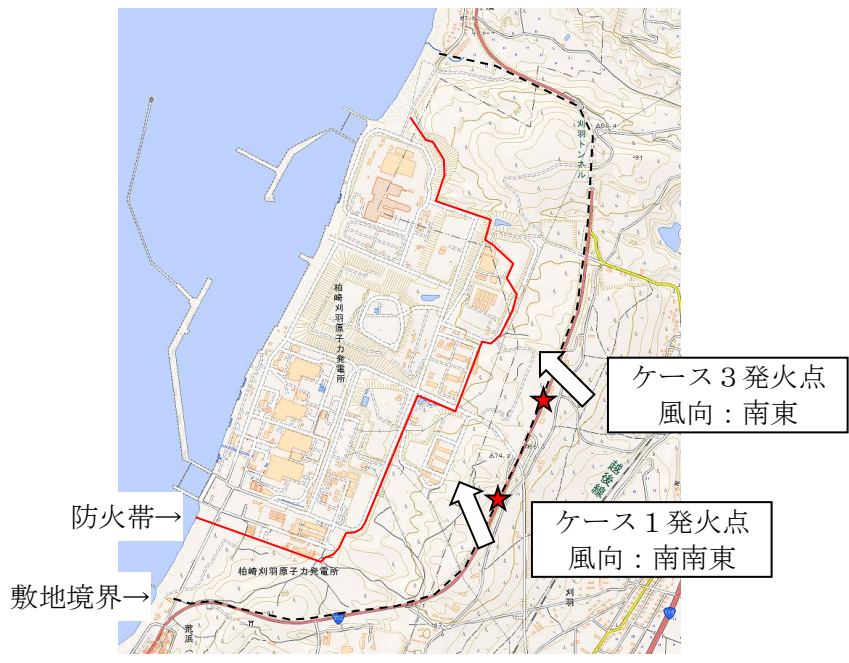 刈羽トンネル
柏崎刈羽原子力発電所
ケース3発火点
風向：南東
△74.2
越後線
防火帯→
ケース1発火点
風向：南南東
柏崎刈羽原子力発電所
敷地境界→
刈羽
荒浜